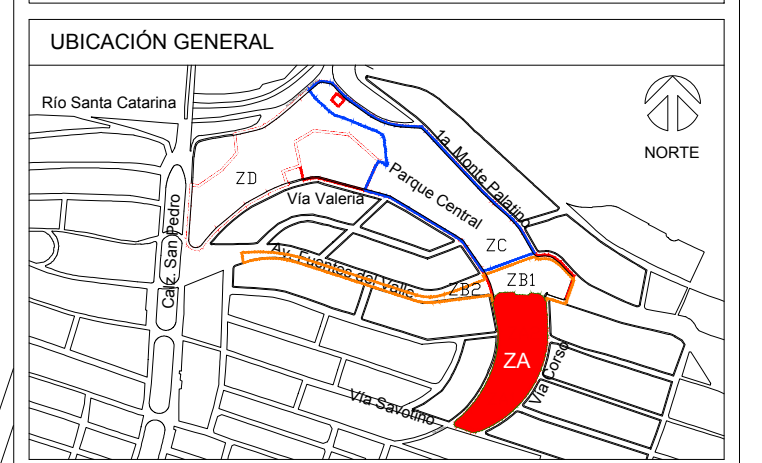 UBICACIÓN GENERAL
Río Santa Catarina
NORTE
1a. Monte Palatino
ZD
Parque Central
Vía Valeria
Calz. San Pedro
ZC
Av. Fuentes del Valle
ZB2
ZB1
ZA
Vía Corso
Vía Savotino